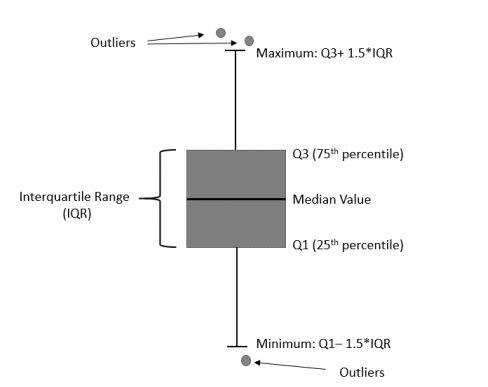 Outliers
Maximum: Q3+ 1.5*IQR
Q3 (75th percentile)
Interquartile Range
(IQR)
Median Value
Q1 (25th percentile)
Minimum: Q1– 1.5*IQR
Outliers